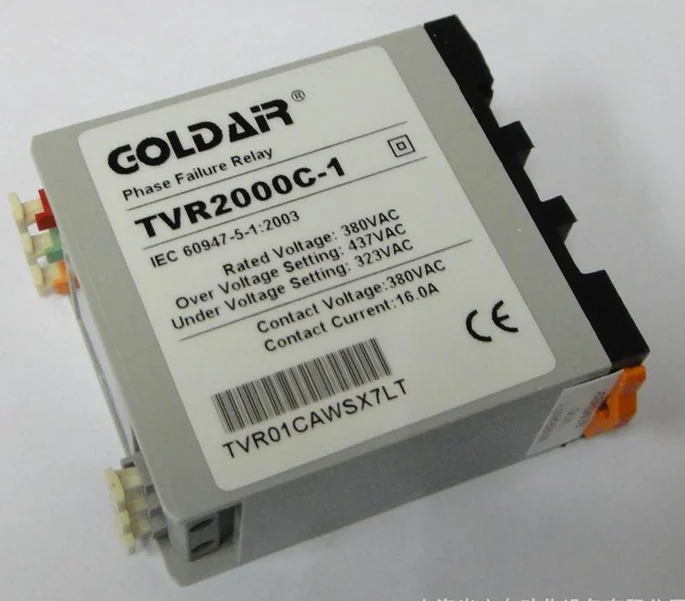 GOLDAIR®
Phase Failure Relay
TVR2000C-1
IEC 60947-5-1:2003
Rated Voltage: 380VAC
Over Voltage Setting: 437VAC
Under Voltage Setting: 323VAC
Contact Voltage:380VAC
Contact Current:16.0A
CE
TVR01CAWSX7LT